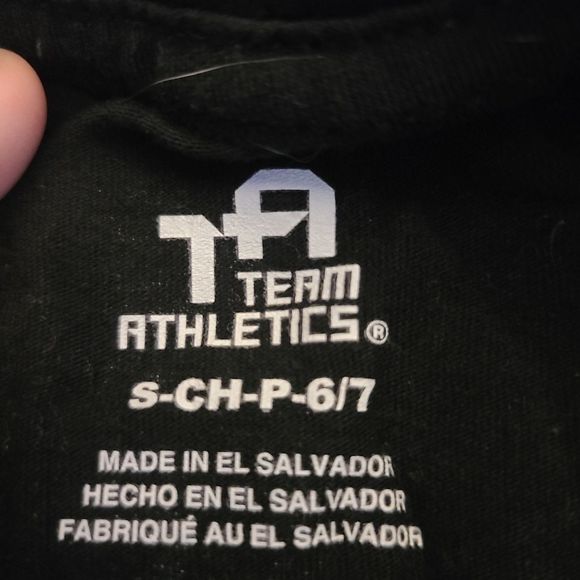 TA
TEAM
ATHLETICS®
S-CH-P-6/7
MADE IN EL SALVADOR
HECHO EN EL SALVADOR
FABRIQUÉ AU EL SALVADOR